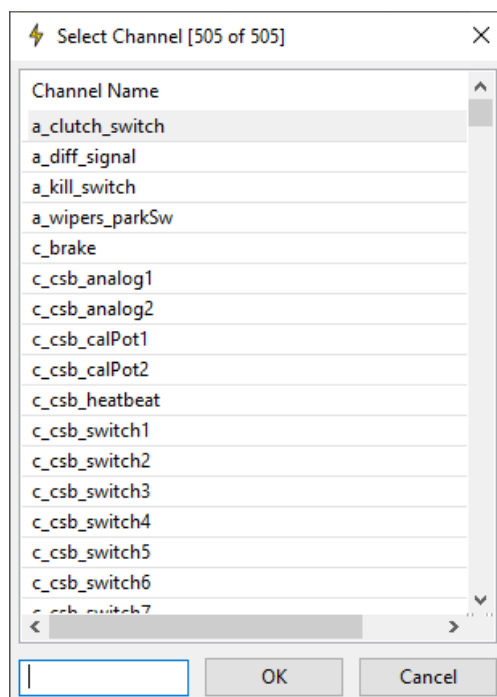 Select Channel [505 of 505]
Channel Name
a_clutch_switch
a_diff_signal
a_kill_switch
a_wipers_parkSw
c_brake
c_csb_analog1
c_csb_analog2
c_csb_calPot1
c_csb_calPot2
c_csb_heatbeat
c_csb_switch1
c_csb_switch2
c_csb_switch3
c_csb_switch4
c_csb_switch5
c_csb_switch6
c_csb_switch7
OK Cancel